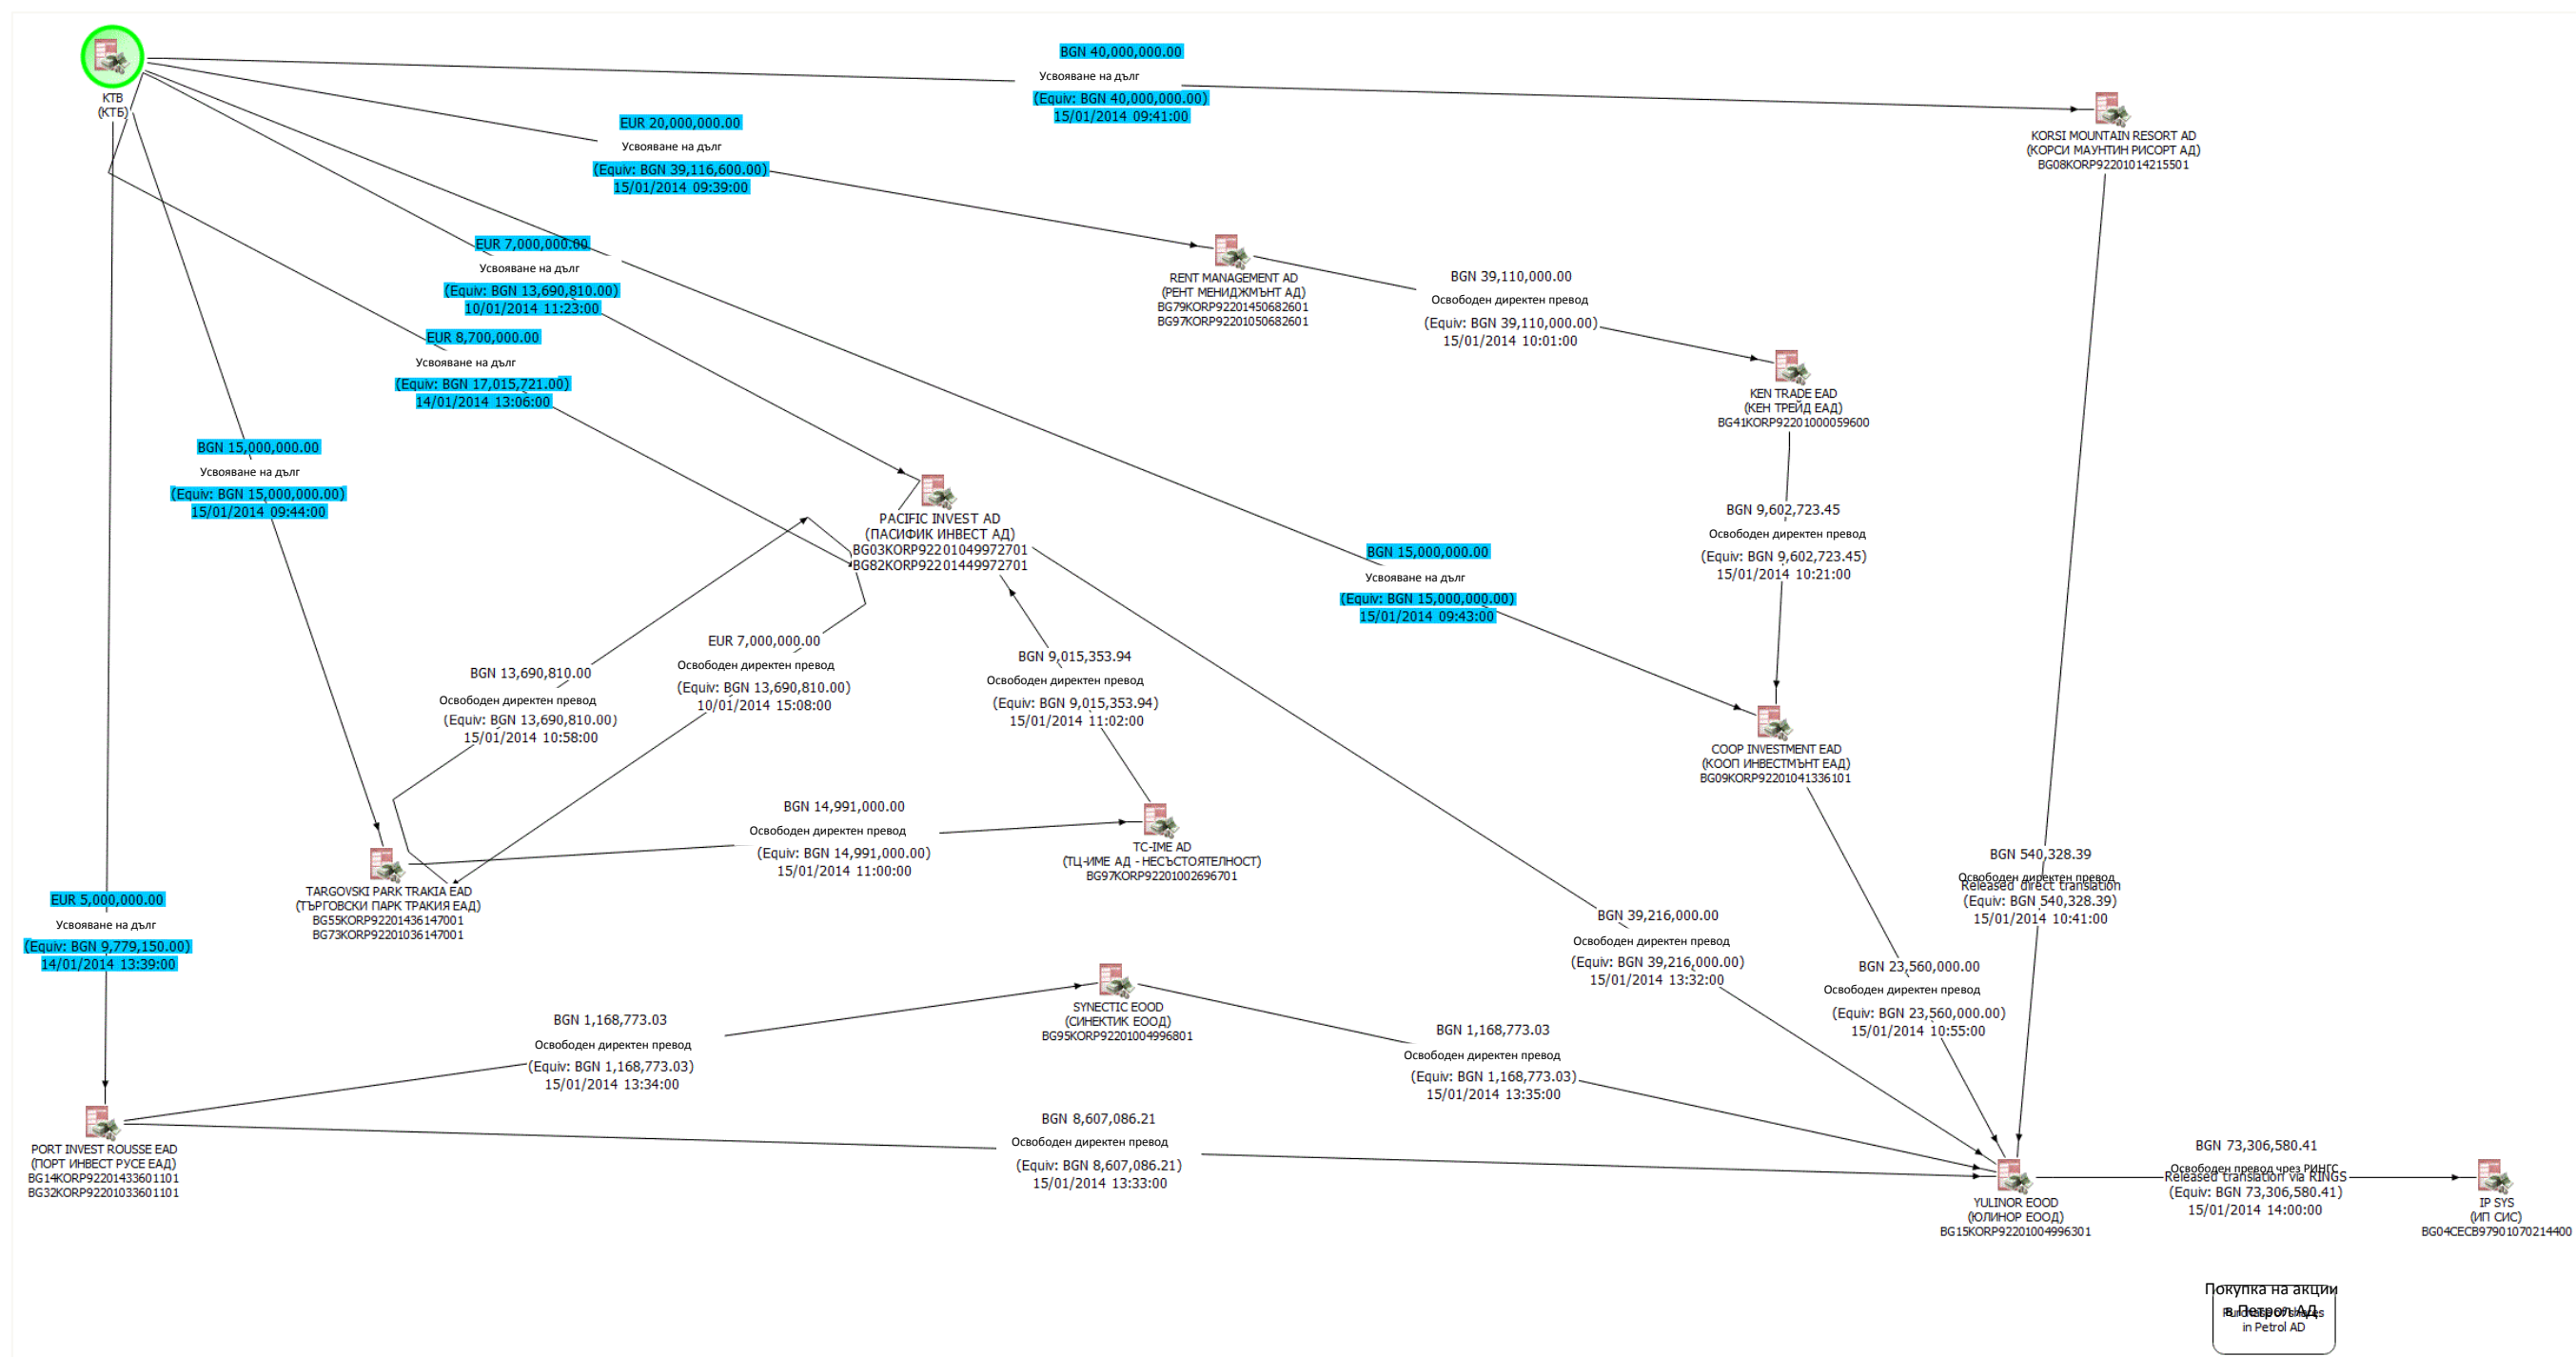 KTB
(КТБ)
BGN 40,000,000.00
Усвояване на дълг
(Equiv: BGN 40,000,000.00)
15/01/2014 09:41:00
KORSI MOUNTAIN RESORT AD
(КОРСИ МАУНТИН РИСОРТ АД)
BG08KORP92201014215501
EUR 20,000,000.00
Усвояване на дълг
(Equiv: BGN 39,116,600.00)
15/01/2014 09:39:00
RENT MANAGEMENT AD
(РЕНТ МЕНИДЖМЪНТ АД)
BG79KORP92201450682601
BG97KORP92201050682601
EUR 7,000,000.00
Усвояване на дълг
(Equiv: BGN 13,690,810.00)
10/01/2014 11:23:00
BGN 39,110,000.00
Освободен директен превод
(Equiv: BGN 39,110,000.00)
15/01/2014 10:01:00
EUR 8,700,000.00
Усвояване на дълг
(Equiv: BGN 17,015,721.00)
14/01/2014 13:06:00
KEN TRADE EAD
(КЕН ТРЕЙД ЕАД)
BG41KORP92201000059600
BGN 15,000,000.00
Усвояване на дълг
(Equiv: BGN 15,000,000.00)
15/01/2014 09:44:00
PACIFIC INVEST AD
(ПАСИФИК ИНВЕСТ АД)
BG03KORP92201049972701
BG82KORP92201449972701
BGN 9,602,723.45
Освободен директен превод
(Equiv: BGN 9,602,723.45)
15/01/2014 10:21:00
BGN 15,000,000.00
Усвояване на дълг
(Equiv: BGN 15,000,000.00)
15/01/2014 09:43:00
BGN 13,690,810.00
Освободен директен превод
(Equiv: BGN 13,690,810.00)
15/01/2014 10:58:00
EUR 7,000,000.00
Освободен директен превод
(Equiv: BGN 13,690,810.00)
10/01/2014 15:08:00
BGN 9,015,353.94
Освободен директен превод
(Equiv: BGN 9,015,353.94)
15/01/2014 11:02:00
COOP INVESTMENT EAD
(КООП ИНВЕСТМЪНТ ЕАД)
BG09KORP92201041336101
BGN 14,991,000.00
Освободен директен превод
(Equiv: BGN 14,991,000.00)
15/01/2014 11:00:00
TC-IME AD
(ТЦ-ИМЕ АД - НЕСЪСТОЯТЕЛНОСТ)
BG97KORP92201002696701
TARGOVSKI PARK TRAKIA EAD
(ТЪРГОВСКИ ПАРК ТРАКИЯ ЕАД)
BG55KORP92201436147001
BG73KORP92201036147001
BGN 540,328.39
Освободен директен превод
Released direct translation
(Equiv: BGN 540,328.39)
15/01/2014 10:41:00
EUR 5,000,000.00
Усвояване на дълг
(Equiv: BGN 9,779,150.00)
14/01/2014 13:39:00
BGN 39,216,000.00
Освободен директен превод
(Equiv: BGN 39,216,000.00)
15/01/2014 13:32:00
BGN 23,560,000.00
Освободен директен превод
(Equiv: BGN 23,560,000.00)
15/01/2014 10:55:00
SYNECTIC EOOD
(СИНЕКТИК ЕООД)
BG95KORP92201004996801
BGN 1,168,773.03
Освободен директен превод
(Equiv: BGN 1,168,773.03)
15/01/2014 13:34:00
BGN 1,168,773.03
Освободен директен превод
(Equiv: BGN 1,168,773.03)
15/01/2014 13:35:00
PORT INVEST ROUSSE EAD
(ПОРТ ИНВЕСТ РУСЕ ЕАД)
BG14KORP92201433601101
BG32KORP92201033601101
BGN 8,607,086.21
Освободен директен превод
(Equiv: BGN 8,607,086.21)
15/01/2014 13:33:00
YULINOR EOOD
(ЮЛИНОР ЕООД)
BG15KORP92201004996301
BGN 73,306,580.41
Освободен превод чрез РИНГС
Released translation via RINGS
(Equiv: BGN 73,306,580.41)
15/01/2014 14:00:00
IP SYS
(ИП СИС)
BG04CECB97901070214400
Покупка на акции
в Петрол АД
Purchase of shares
in Petrol AD